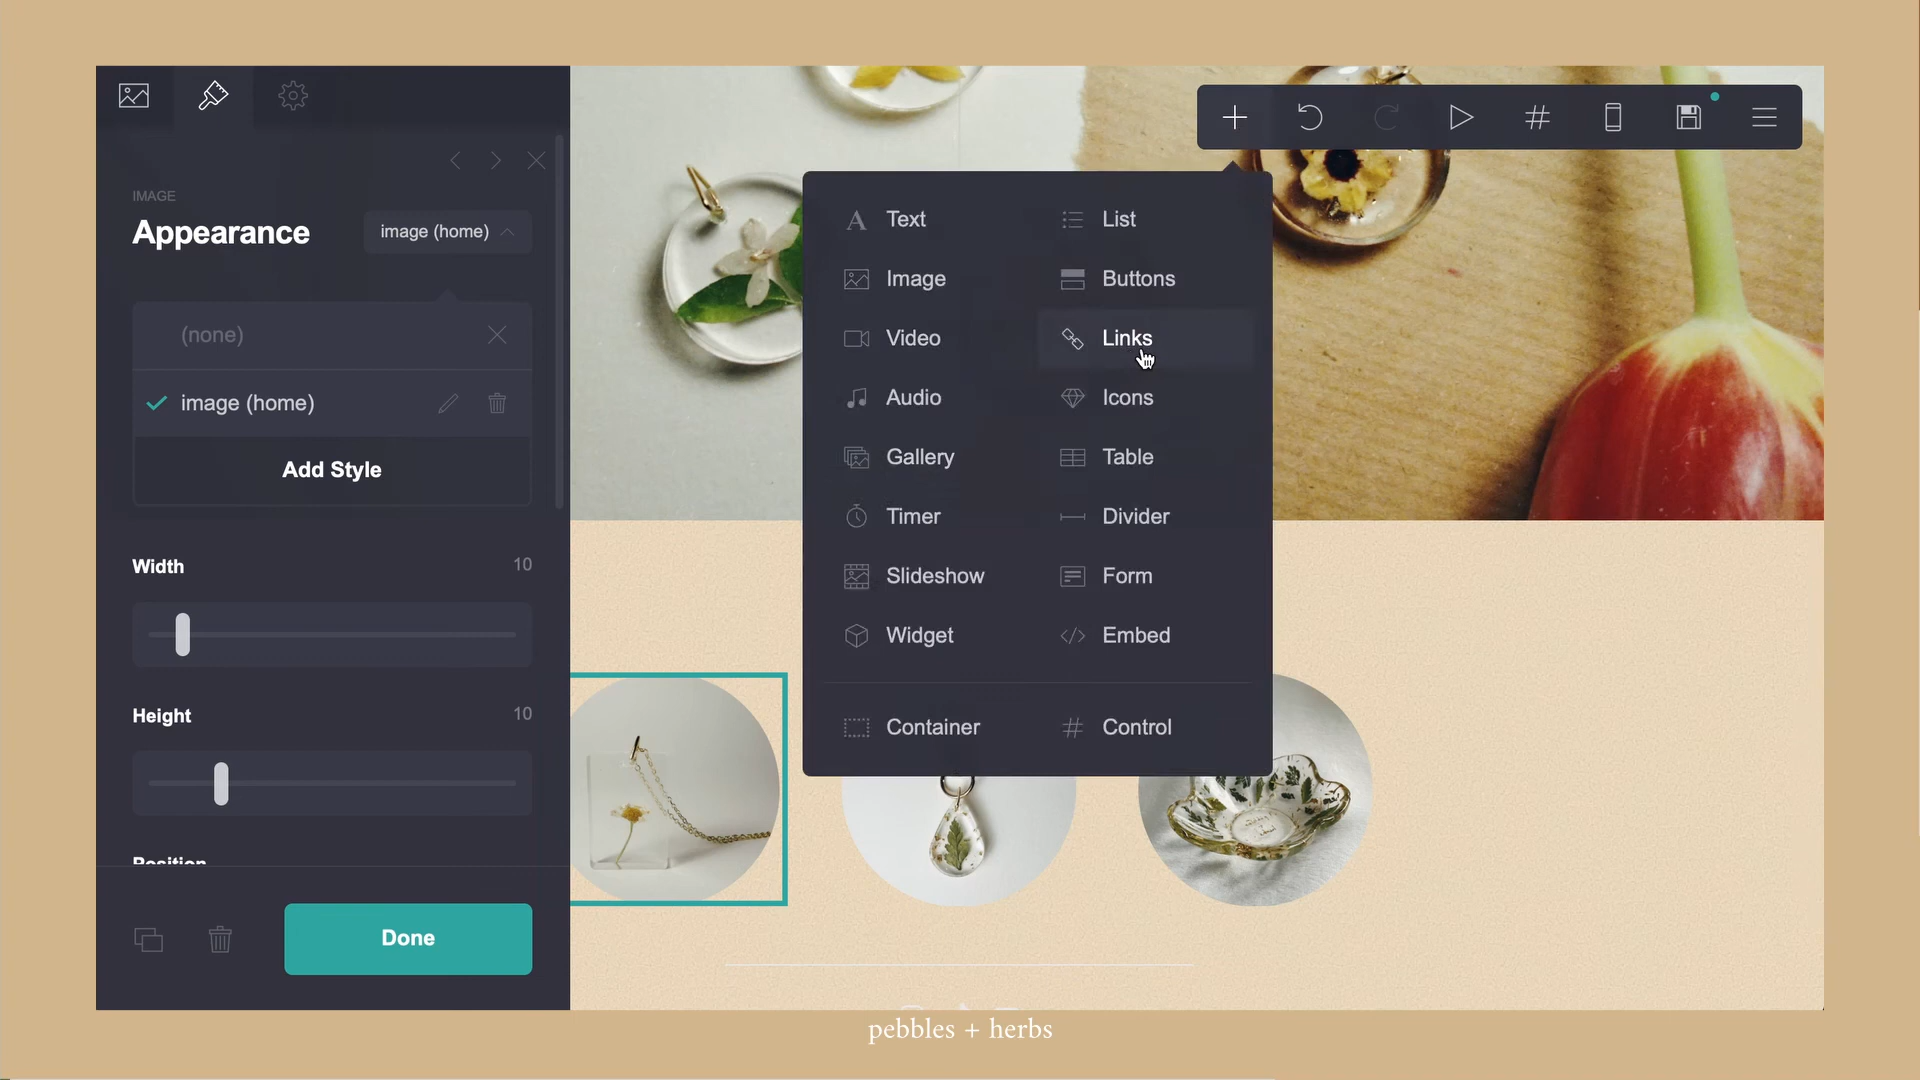 IMAGE
Appearance
image (home)
(none)
image (home)
Add Style
Width
10
Height
10
Position
Done
Text
List
Image
Buttons
Video
Links
Audio
Icons
Gallery
Table
Timer
Divider
Slideshow
Form
Widget
Embed
Container
Control
pebbles + herbs